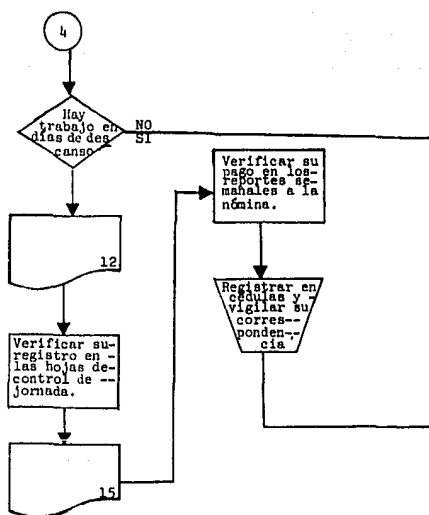 4
Hay
trabajo en
días de des
canso
NO
SI
12
Verificar su-
registro en -
las hojas de-
control de --
jornada.
15
Verificar su
pago en los-
reportes se-
manales a la
nómina.
Registrar en
cédulas y -
vigilar su
corres--
ponden--
cia